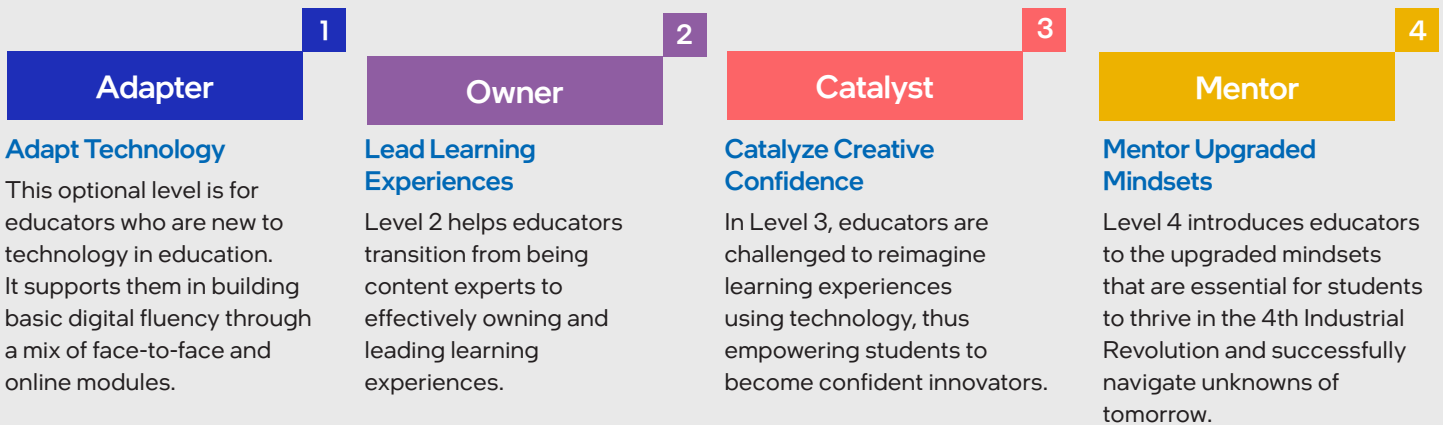 1
Adapter
Adapt Technology
This optional level is for
educators who are new to
technology in education.
It supports them in building
basic digital fluency through
a mix of face-to-face and
online modules.
2
Owner
Lead Learning
Experiences
Level 2 helps educators
transition from being
content experts to
effectively owning and
leading learning
experiences.
3
Catalyst
Catalyze Creative
Confidence
In Level 3, educators are
challenged to reimagine
learning experiences
using technology, thus
empowering students to
become confident innovators.
4
Mentor
Mentor Upgraded
Mindsets
Level 4 introduces educators
to the upgraded mindsets
that are essential for students
to thrive in the 4th Industrial
Revolution and successfully
navigate unknowns of
tomorrow.